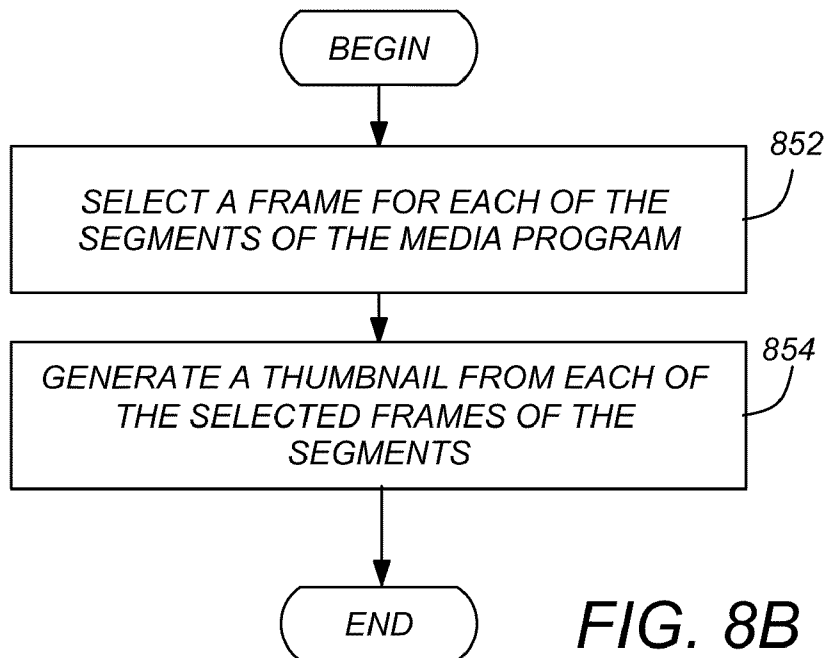 BEGIN
852
SELECT A FRAME FOR EACH OF THE
SEGMENTS OF THE MEDIA PROGRAM
854
GENERATE A THUMBNAIL FROM EACH OF
THE SELECTED FRAMES OF THE
SEGMENTS
END
FIG. 8B